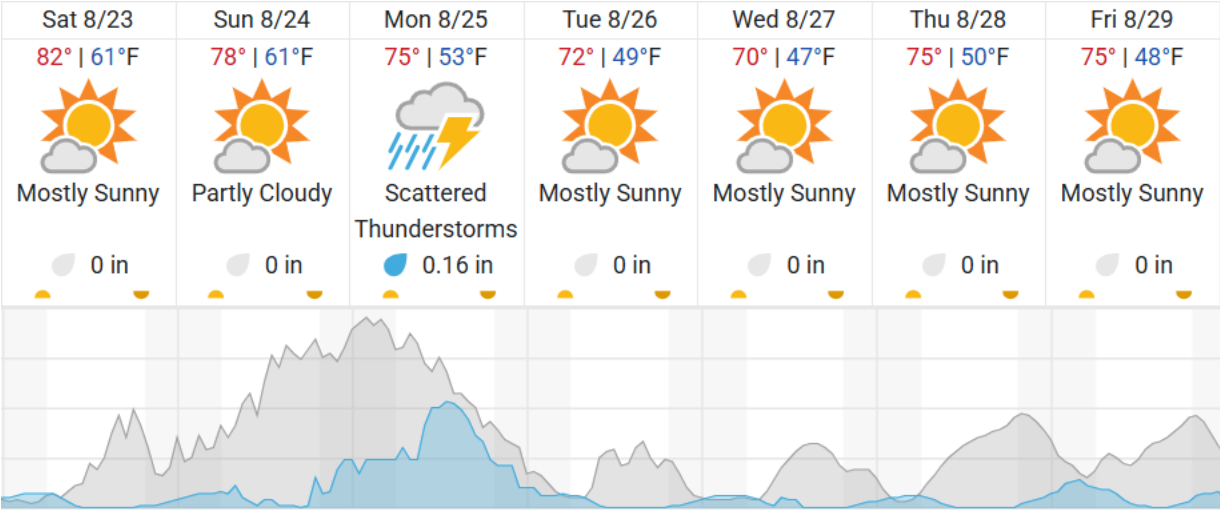 Sat 8/23 Sun 8/24 Mon 8/25 Tue 8/26 Wed 8/27 Thu 8/28 Fri 8/29
82° | 61°F 78° | 61°F 75° | 53°F 72° | 49°F 70° | 47°F 75° | 50°F 75° | 48°F
Mostly Sunny Partly Cloudy Scattered Mostly Sunny Mostly Sunny Mostly Sunny Mostly Sunny
Thunderstorms
0 in 0 in 0.16 in 0 in 0 in 0 in 0 in